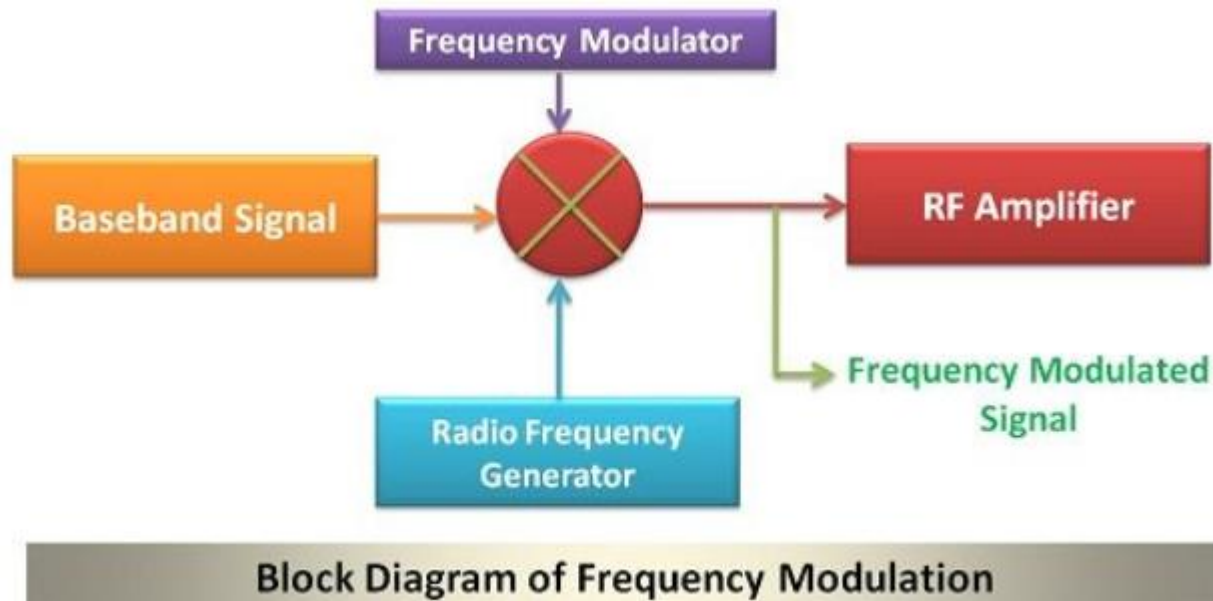 Frequency Modulator
Baseband Signal
RF Amplifier
Frequency Modulated
Signal
Radio Frequency
Generator
Block Diagram of Frequency Modulation